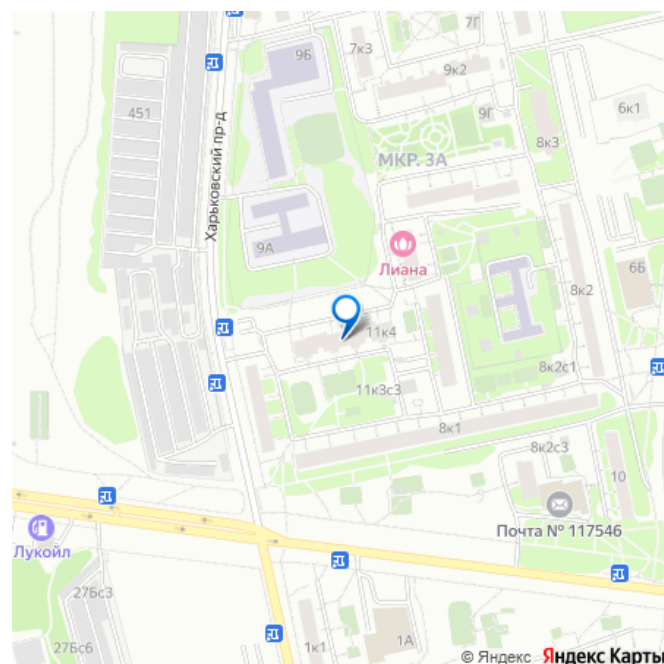 7Г
7к3
9Б
9к2
451
9Г
6к1
8к3
МКР. 3А
Харьковский пр-д
9А
Лиана
6Б
8к2
11к4
8к2с1
11к3с3
8к1
8к2с3
10
Почта № 117546
Лукойл
27Бс3
27Бс6
1к1
1А
© Яндекс Яндекс Карты